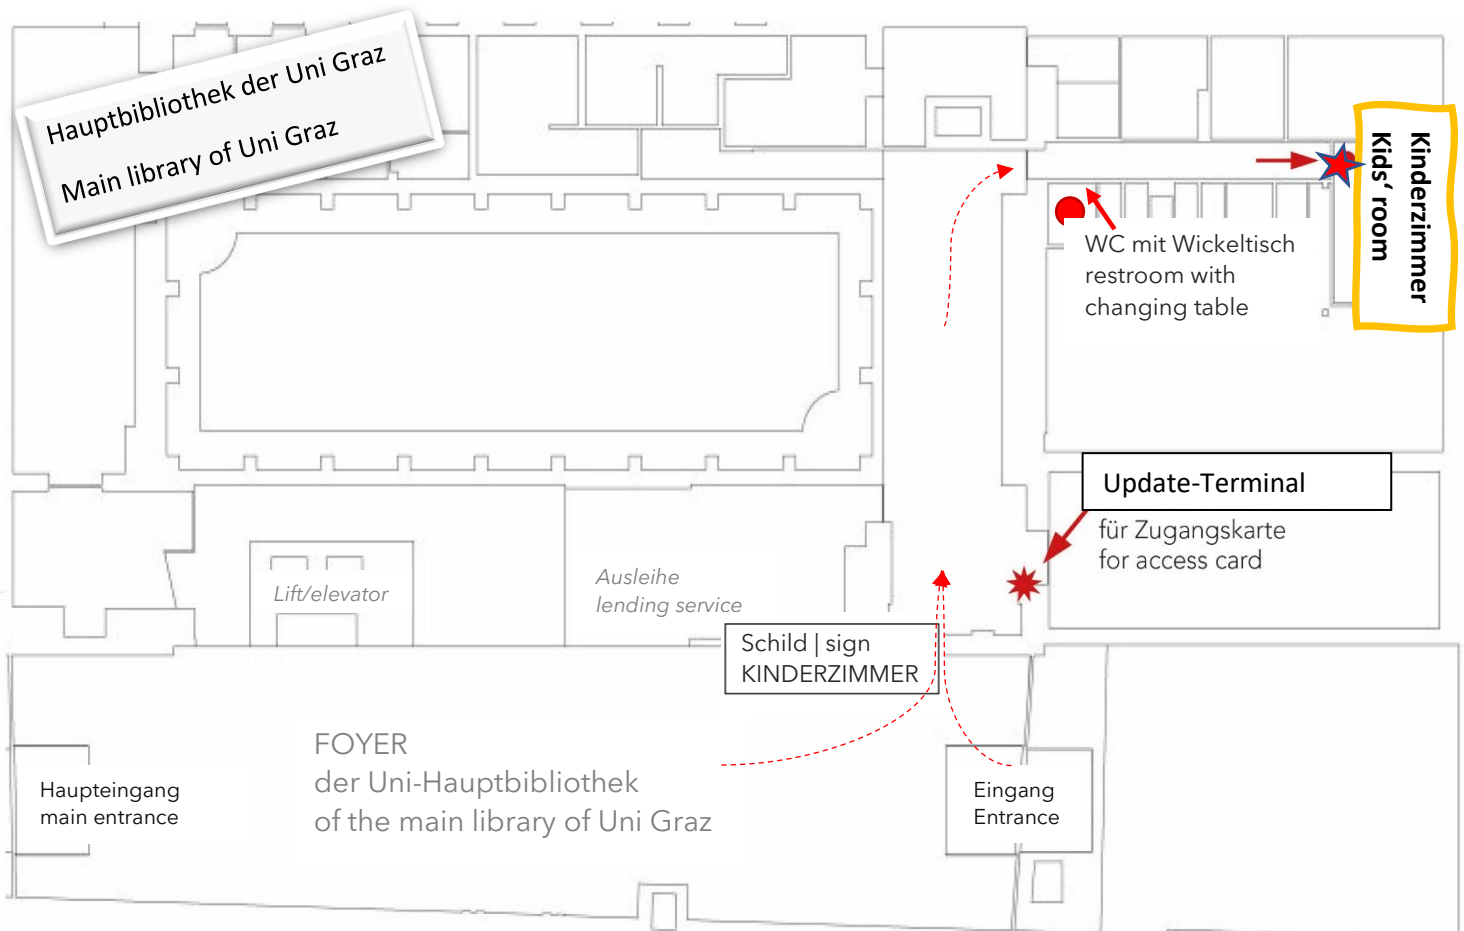 Hauptbibliothek der Uni Graz
Main library of Uni Graz
Kinderzimmer
Kids‘ room
WC mit Wickeltisch
restroom with
changing table
Update-Terminal
für Zugangskarte
for access card
Lift/elevator
Ausleihe
lending service
Schild | sign
KINDERZIMMER
FOYER
der Uni-Hauptbibliothek
of the main library of Uni Graz
Haupteingang
main entrance
Eingang
Entrance